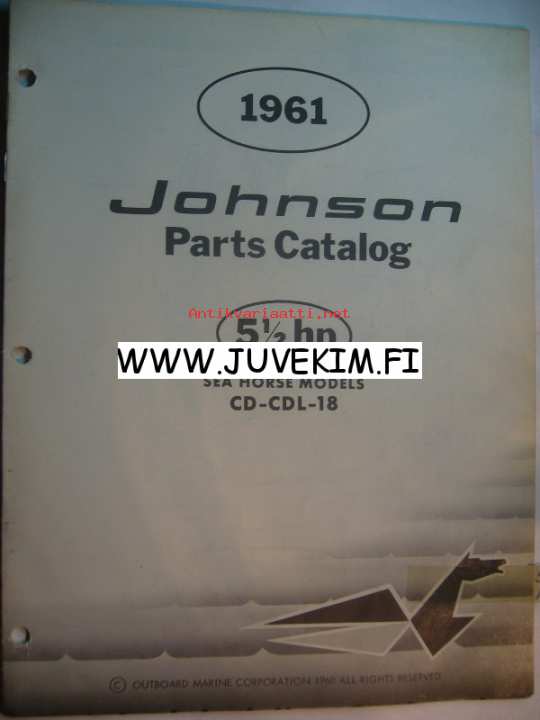 1961
Johnson
Parts Catalog
Antikvariaatti.net
5½ hp
WWW.JUVEKIM.FI
SEA HORSE MODELS
CD-CDL-18
© OUTBOARD MARINE CORPORATION 1960 ALL RIGHTS RESERVED